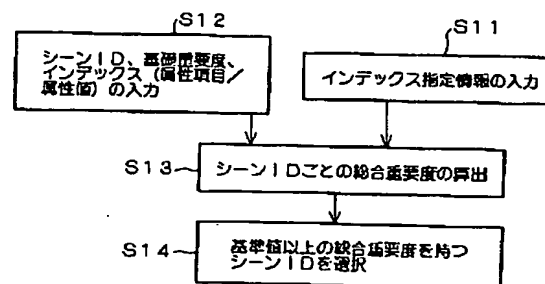 S12
シーンID、基礎重要度、
インデックス(属性項目/
属性値)の入力
S11
インデックス指定情報の入力
S13
シーンIDごとの総合重要度の算出
S14
基準値以上の総合重要度を持つ
シーンIDを選択